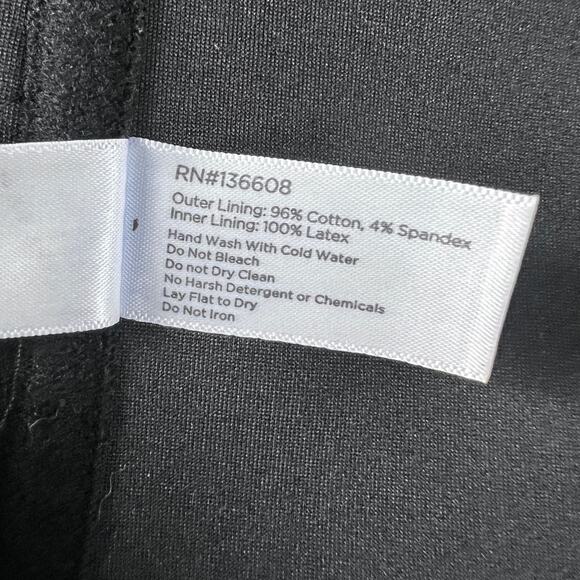 RN#136608
Outer Lining: 96% Cotton, 4% Spandex
Inner Lining: 100% Latex
Hand Wash With Cold Water
Do Not Bleach
Do not Dry Clean
No Harsh Detergent or Chemicals
Lay Flat to Dry
Do Not Iron